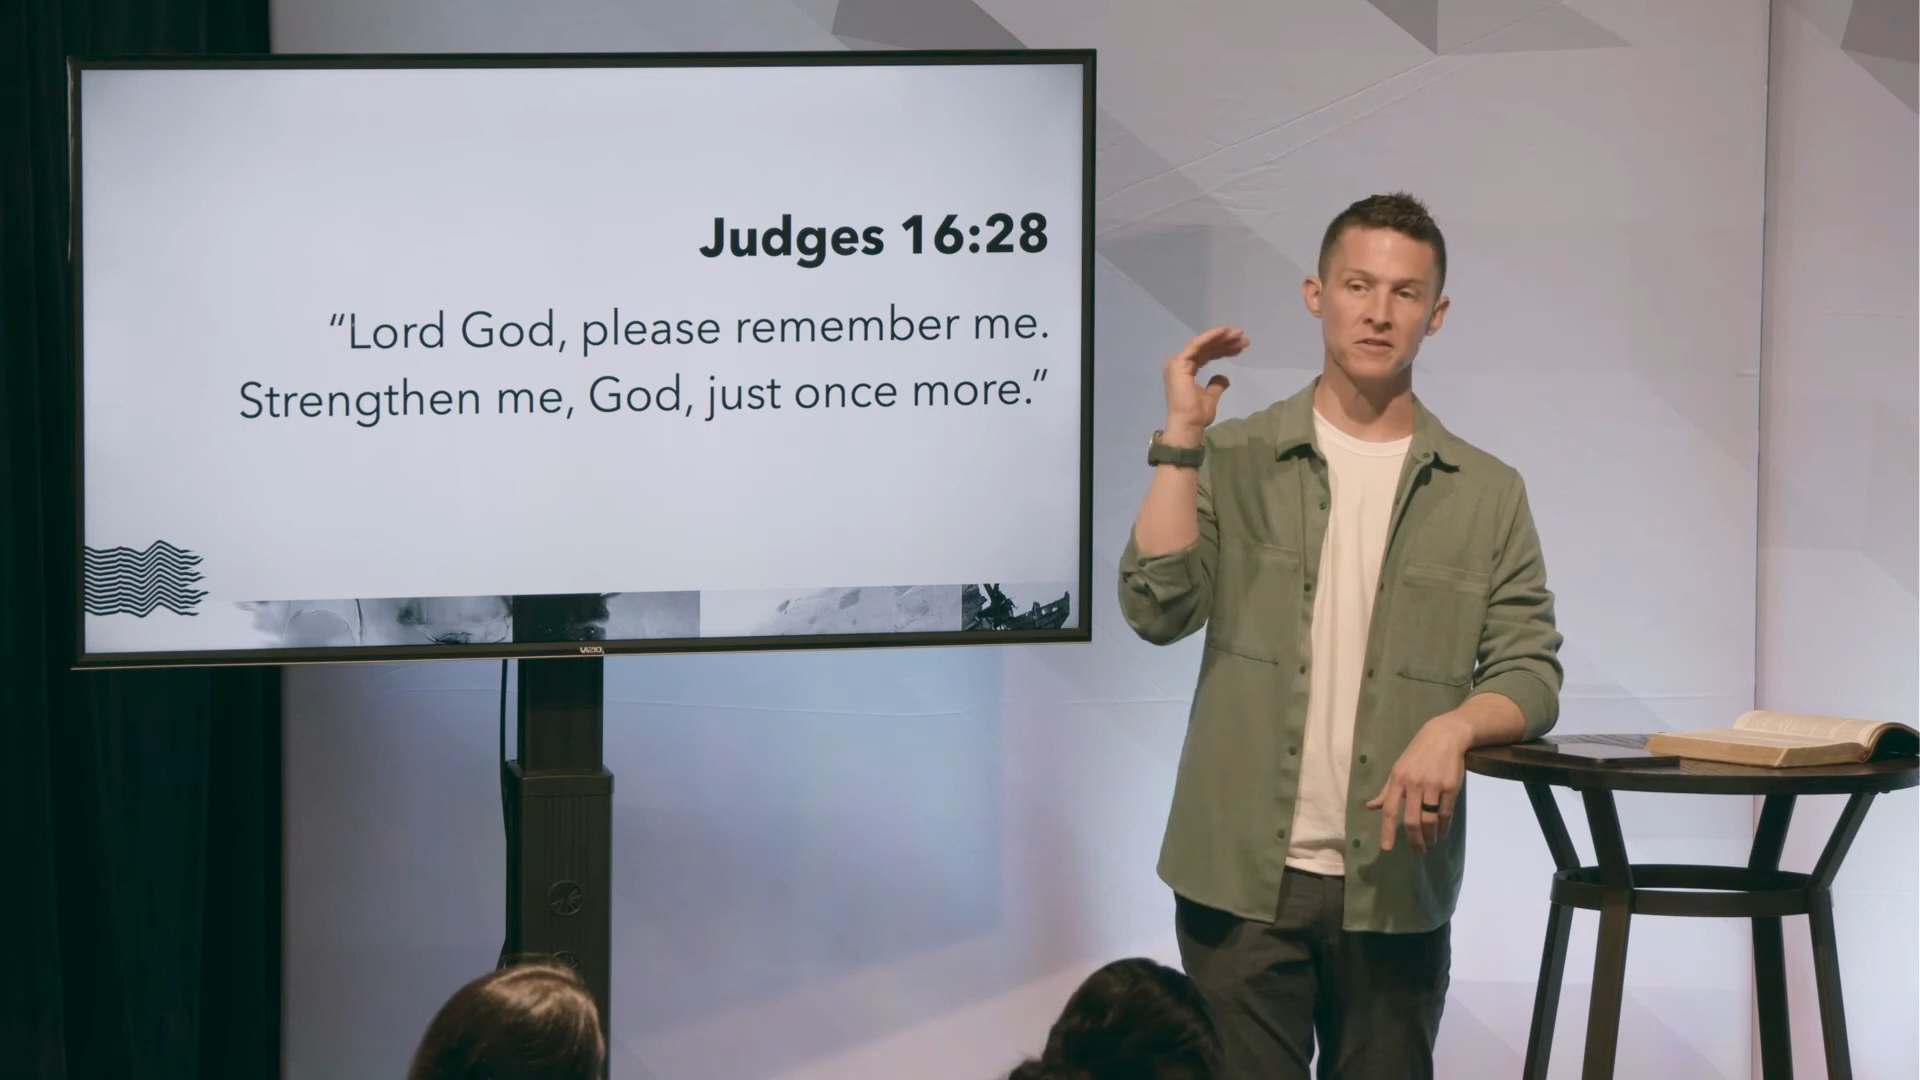 Judges 16:28
“Lord God, please remember me.
Strengthen me, God, just once more.”
VIZIO